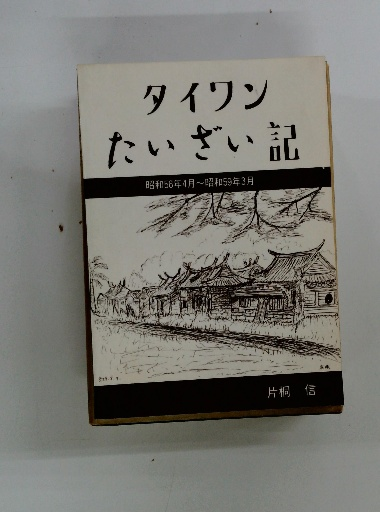 タイワン
たいざい記
昭和56年4月～昭和59年3月
片桐 信